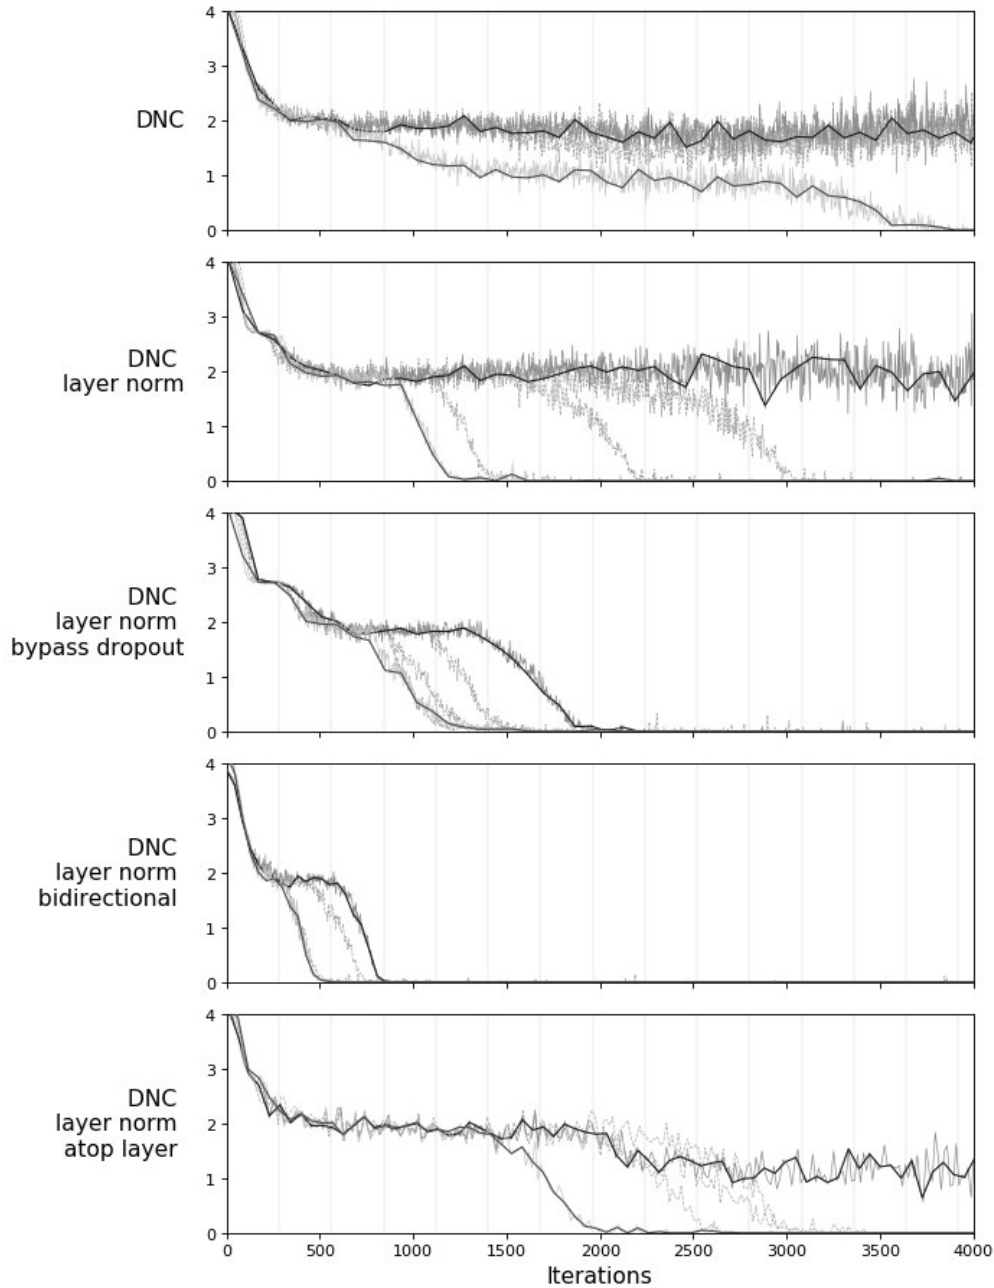 4
3
DNC 2
1
0
4
3
DNC
layer norm 2
1
0
4
3
DNC
layer norm 2
bypass dropout
1
0
4
3
DNC
layer norm 2
bidirectional
1
0
4
3
DNC
layer norm 2
atop layer
1
0
0 500 1000 1500 2000 2500 3000 3500 4000
Iterations